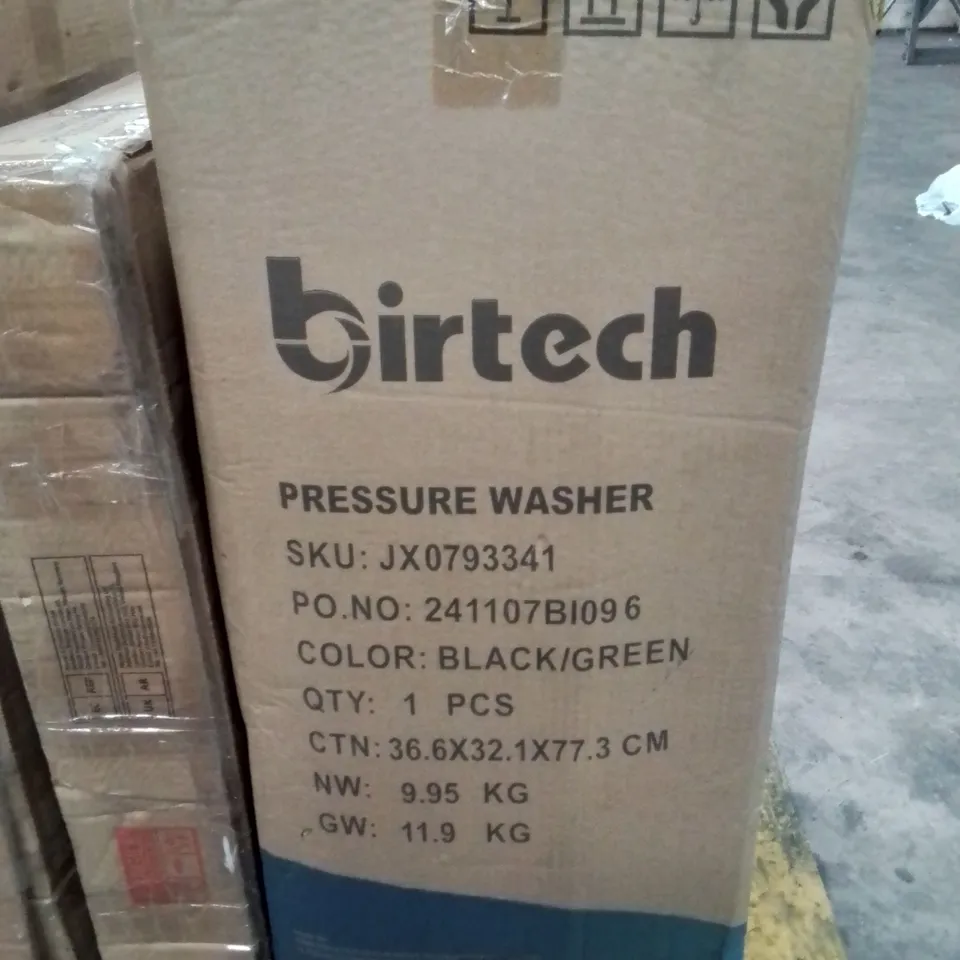 birtech
PRESSURE WASHER
SKU: JX0793341
PO.NO: 241107BI096
COLOR: BLACK/GREEN
QTY: 1 PCS
CTN: 36.6X32.1X77.3 CM
NW: 9.95 KG
GW: 11.9 KG